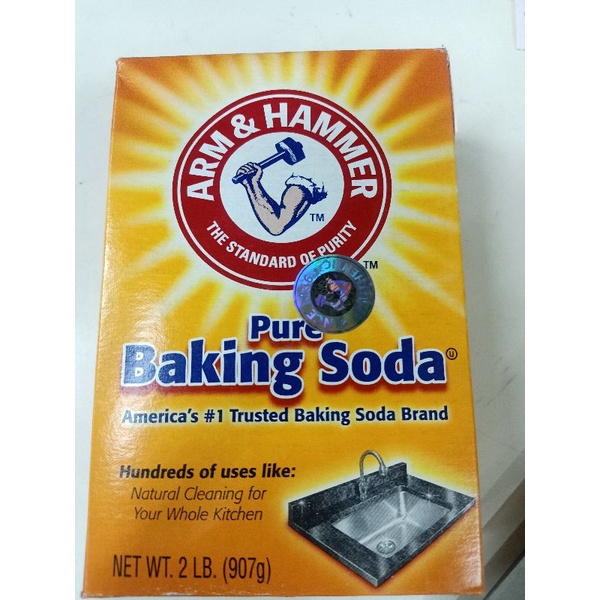 ARM & HAMMER
THE STANDARD OF PURITY
TM
TM
Pure
Baking Soda
U
America's #1 Trusted Baking Soda Brand
Hundreds of uses like:
Natural Cleaning for
Your Whole Kitchen
NET WT. 2 LB. (907g)